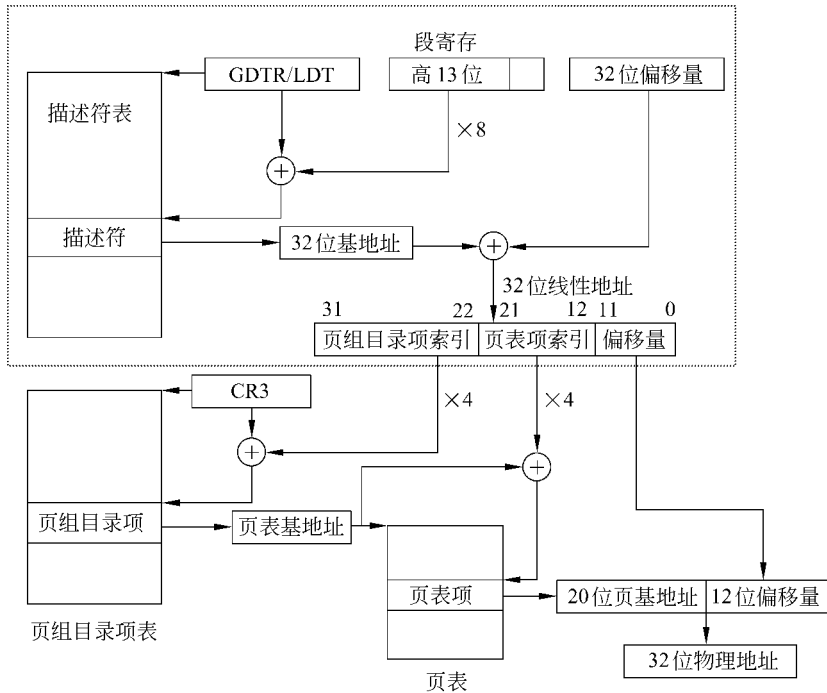 段寄存
GDTR/LDT
高13位
32位偏移量
描述符表
×8
+
描述符
32位基地址
+
32位线性地址
31
22
21
12
11
0
页组目录项索引
页表项索引
偏移量
CR3
×4
×4
+
+
页组目录项
页表基地址
页表项
20位页基地址
12位偏移量
页组目录项表
32位物理地址
页表